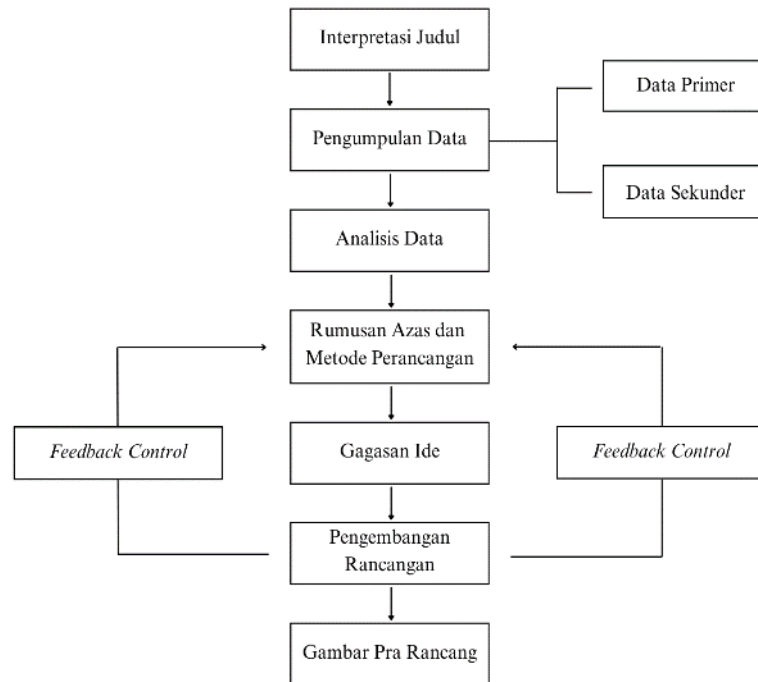 Interpretasi Judul
Data Primer
Pengumpulan Data
Data Sekunder
Analisis Data
Rumusan Azas dan
Metode Perancangan
Feedback Control
Gagasan Ide
Feedback Control
Pengembangan
Rancangan
Gambar Pra Rancang